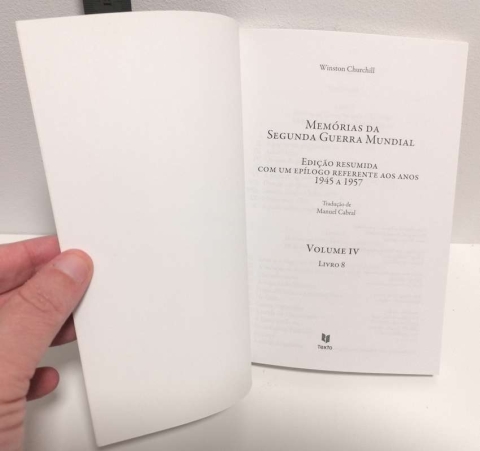 Winston Churchill
Memórias da
Segunda Guerra Mundial
Edição resumida
com um epílogo referente aos anos
1945 a 1957
Tradução de
Manuel Cabral
Volume IV
Livro 8
texto